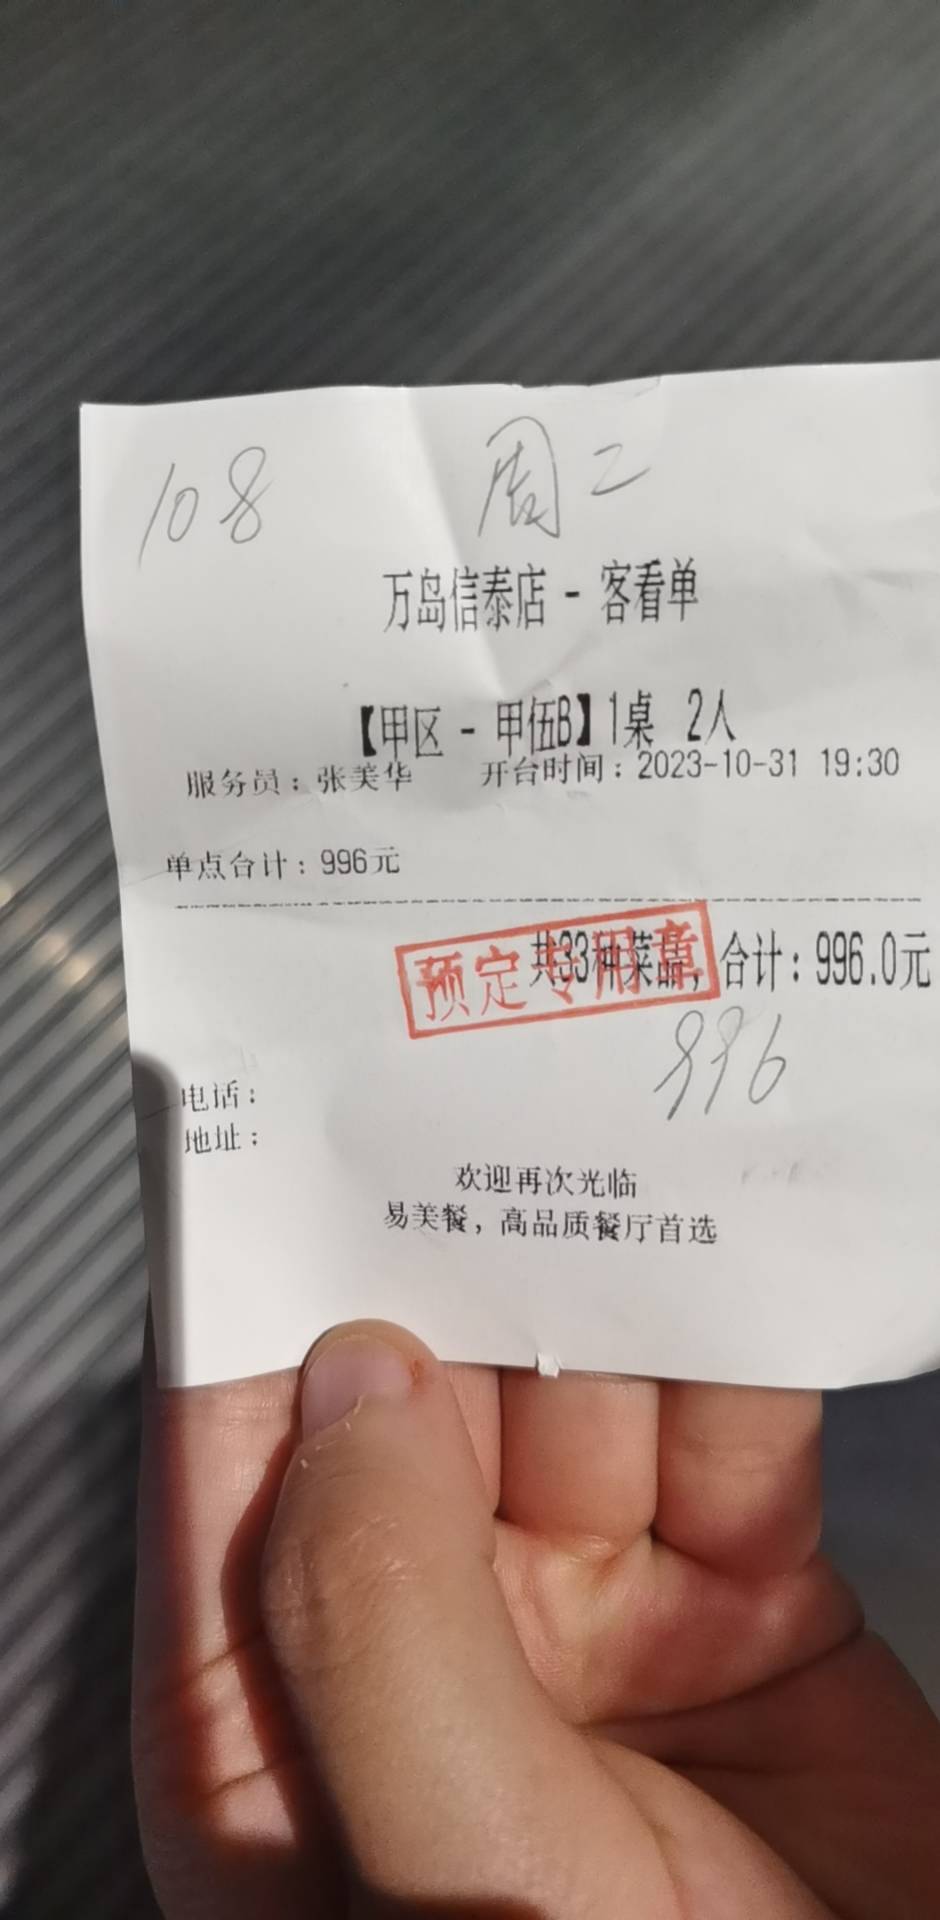 108 周二
万岛信泰店 - 客看单
【甲区 - 甲伍B】1桌 2人
服务员：张美华 开台时间：2023-10-31 19:30
单点合计：996元
共33种菜品，合计：996.0元
预定专用章
996
电话：
地址：
欢迎再次光临
易美餐，高品质餐厅首选